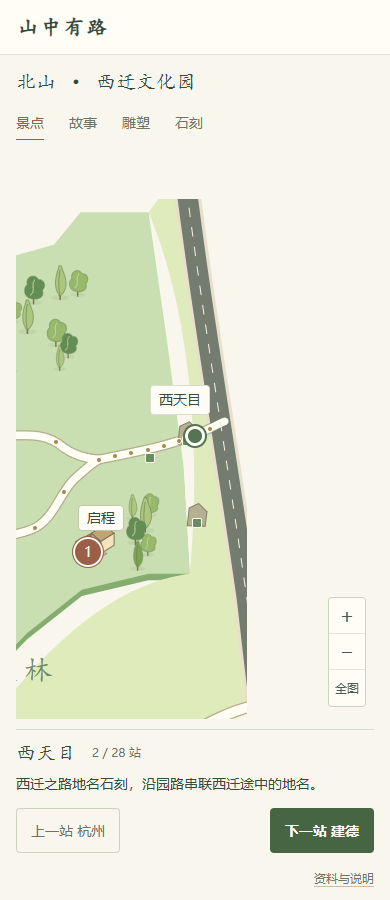 山中有路
北山 • 西迁文化园
景点 故事 雕塑 石刻
西天目
启程
1
林
+
−
全图
西天目 2 / 28 站
西迁之路地名石刻，沿园路串联西迁途中的地名。
上一站 杭州 下一站 建德
资料与说明